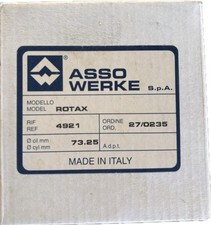 ASSO
WERKE S.p.A.
MODELLO
MODEL ROTAX
RIF
REF 4921
ORDINE
ORD. 27/0235
Ø cil mm
Ø cyl mm 73.25 A.d.p.t.
MADE IN ITALY